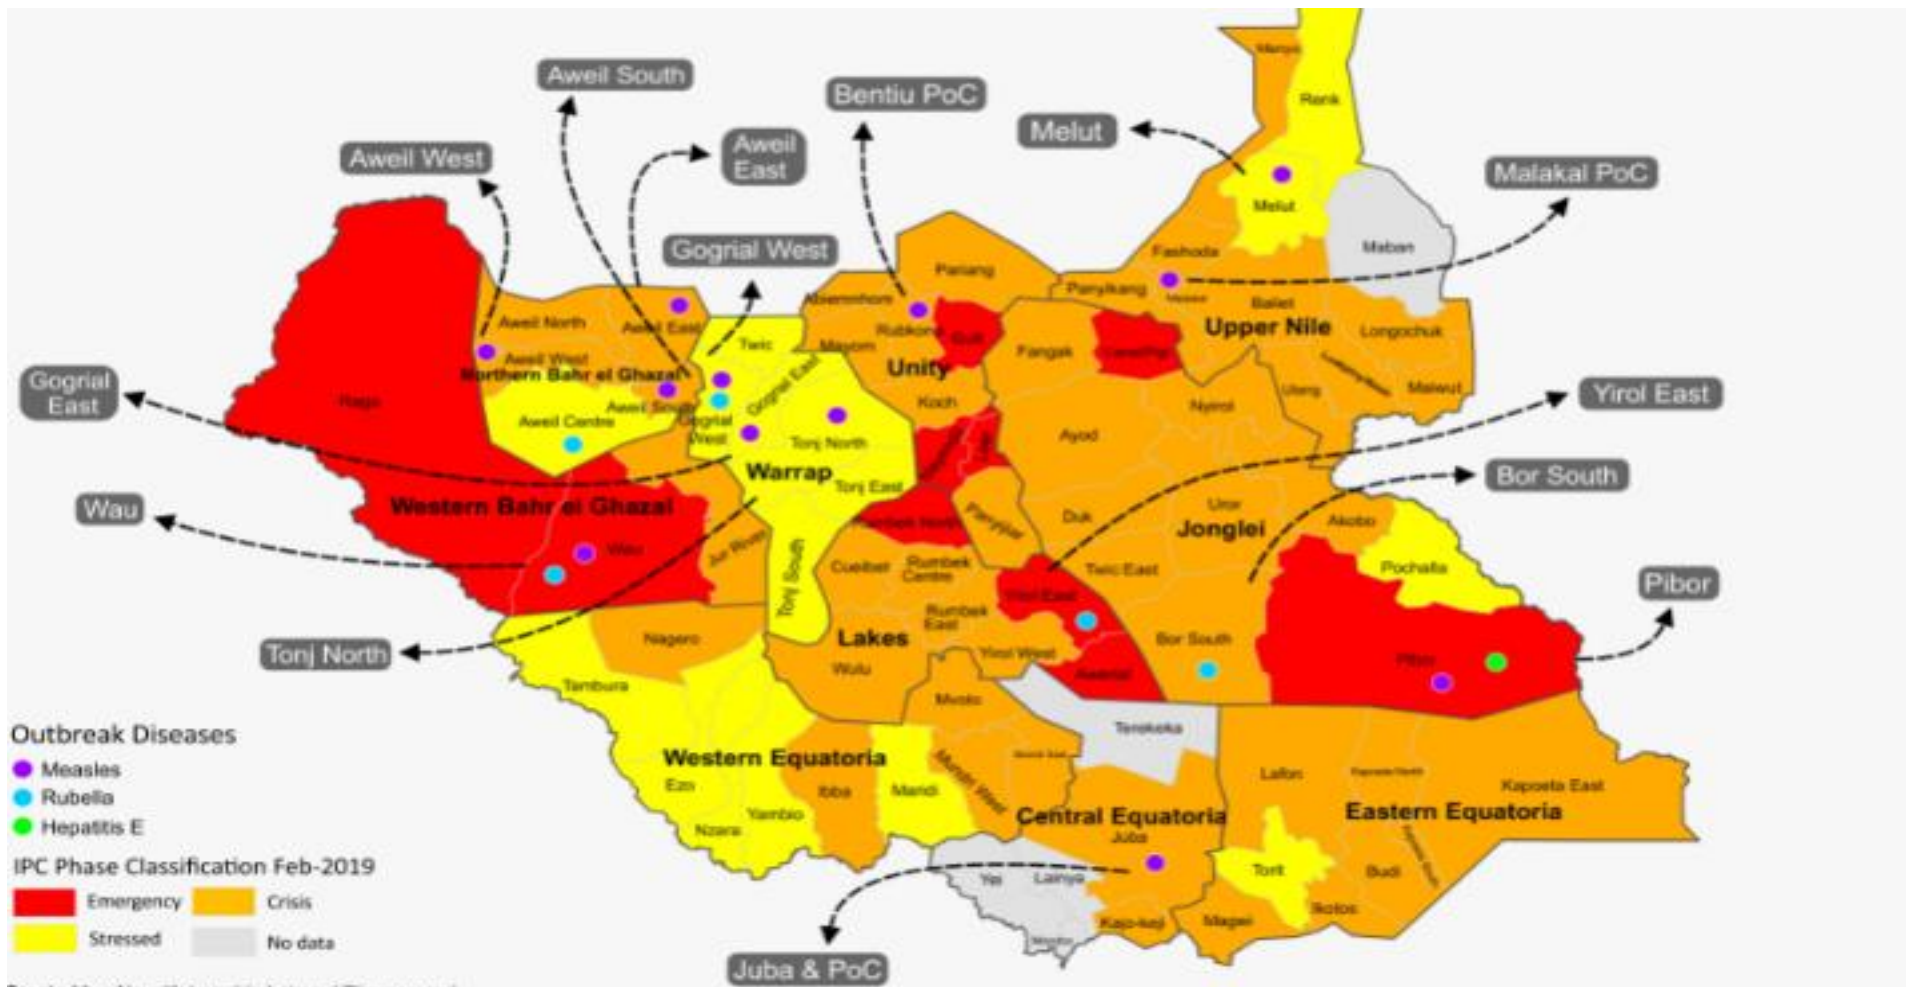 Manyo
Renk
Aweil South
Bentiu PoC
Melut
Aweil
East
Aweil West
Malakal PoC
Melut
Maban
Gogrial West
Fashoda
Pariang
Panyikang
Abiemnhom
Baliet
Aweil North
Aweil East
Rubkona
Guit
Upper Nile
Longochuk
Twic
Mayom
Fangak
Aweil West
Northern Bahr el Ghazal
Unity
Gogrial East
Gogrial
East
Raga
Koch
Ulang
Maiwut
Nyirol
Yirol East
Aweil South
Aweil Centre
Gogrial
West
Tonj North
Ayod
Warrap
Bor South
Tonj East
Western Bahr el Ghazal
Wau
Rumbek North
Panyijiar
Duk
Uror
Jonglei
Akobo
Wau
Jur River
Cueibet
Rumbek
Centre
Twic East
Pochalla
Pibor
Tonj South
Yirol East
Rumbek
East
Lakes
Bor South
Nagero
Tonj North
Wulu
Yirol West
Pibor
Awerial
Tambura
Mvolo
Terekeka
Outbreak Diseases
Measles
Rubella
Hepatitis E
Western Equatoria
Ezo
Yambio
Nzara
Ibba
Maridi
Mundri West
Lafon
Kapoeta East
Central Equatoria
Juba
Eastern Equatoria
IPC Phase Classification Feb-2019
Emergency
Crisis
Stressed
No data
Yei
Lainya
Torit
Budi
Kajo-keji
Magwi
Ikotos
Juba & PoC